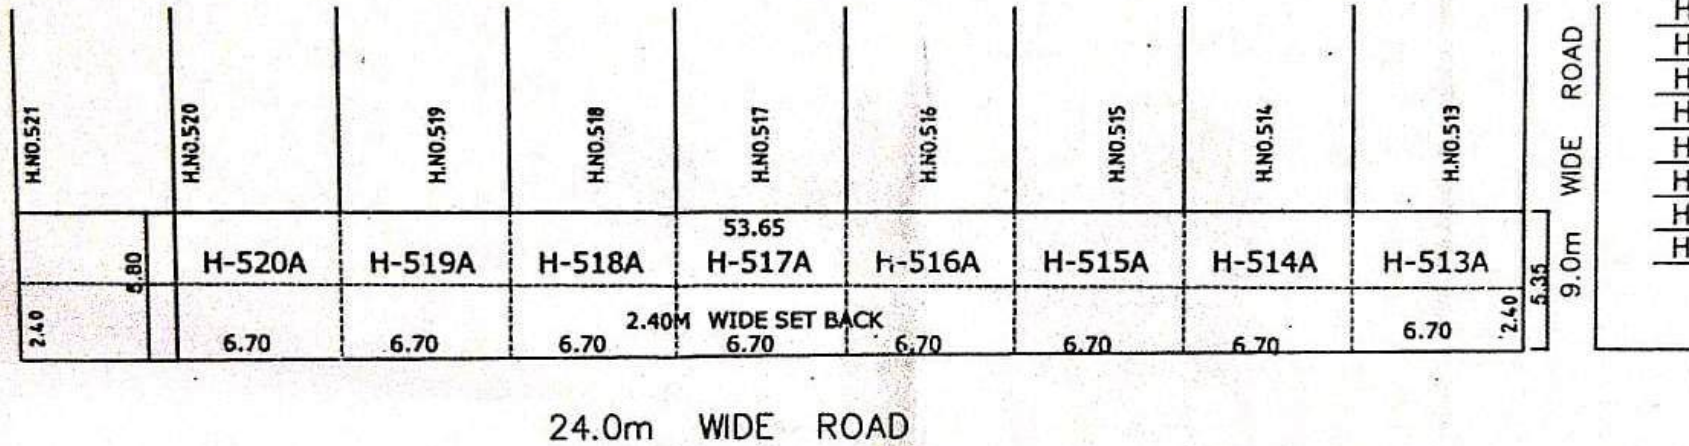 H.NO.521
H.NO.520
H.NO.519
H.NO.518
H.NO.517
H.NO.516
H.NO.515
H.NO.514
H.NO.513
9.0m WIDE ROAD
53.65
H-520A
H-519A
H-518A
H-517A
H-516A
H-515A
H-514A
H-513A
5.80
5.35
2.40
2.40M WIDE SET BACK
2.40
6.70
6.70
6.70
6.70
6.70
6.70
6.70
6.70
24.0m WIDE ROAD
H
H
H
H
H
H
H
H